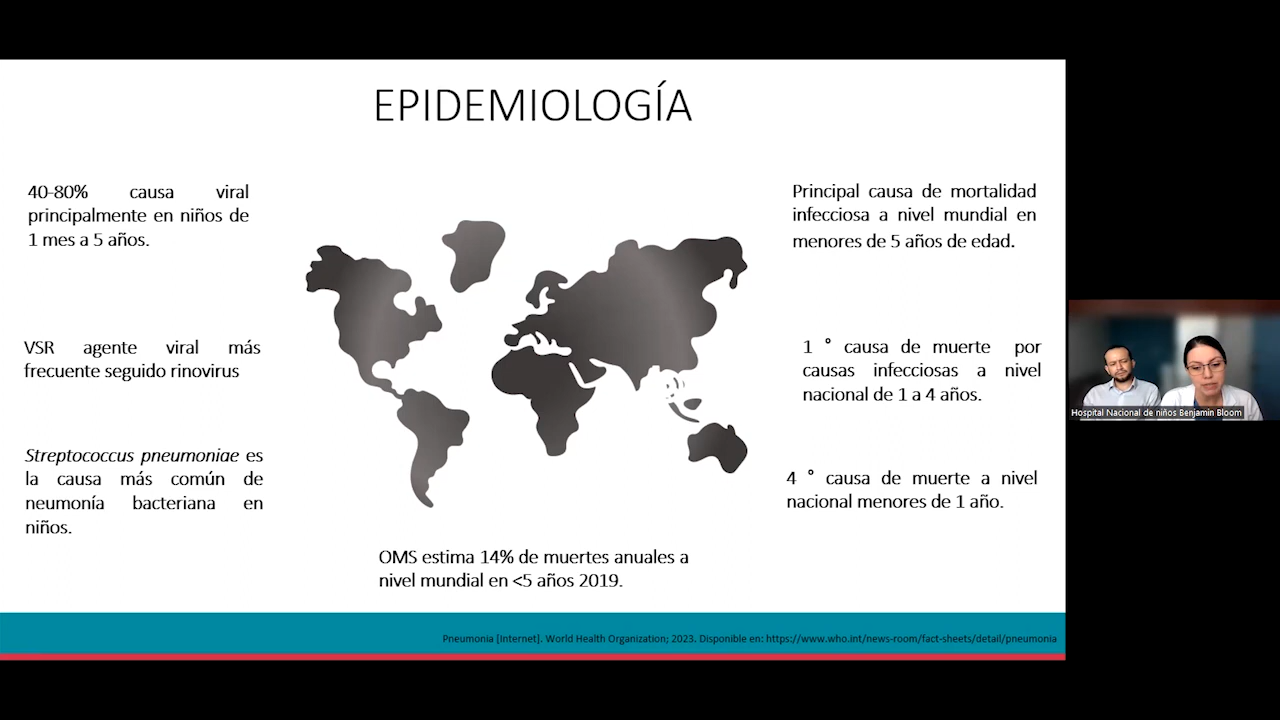 EPIDEMIOLOGÍA
40-80% causa viral
principalmente en niños de
1 mes a 5 años.
VSR agente viral más
frecuente seguido rinovirus
Streptococcus pneumoniae es
la causa más común de
neumonía bacteriana en
niños.
OMS estima 14% de muertes anuales a
nivel mundial en <5 años 2019.
Principal causa de mortalidad
infecciosa a nivel mundial en
menores de 5 años de edad.
1 ° causa de muerte por
causas infecciosas a nivel
nacional de 1 a 4 años.
4 ° causa de muerte a nivel
nacional menores de 1 año.
Pneumonia [Internet]. World Health Organization; 2023. Disponible en: https://www.who.int/news-room/fact-sheets/detail/pneumonia
Hospital Nacional de niños Benjamin Bloom